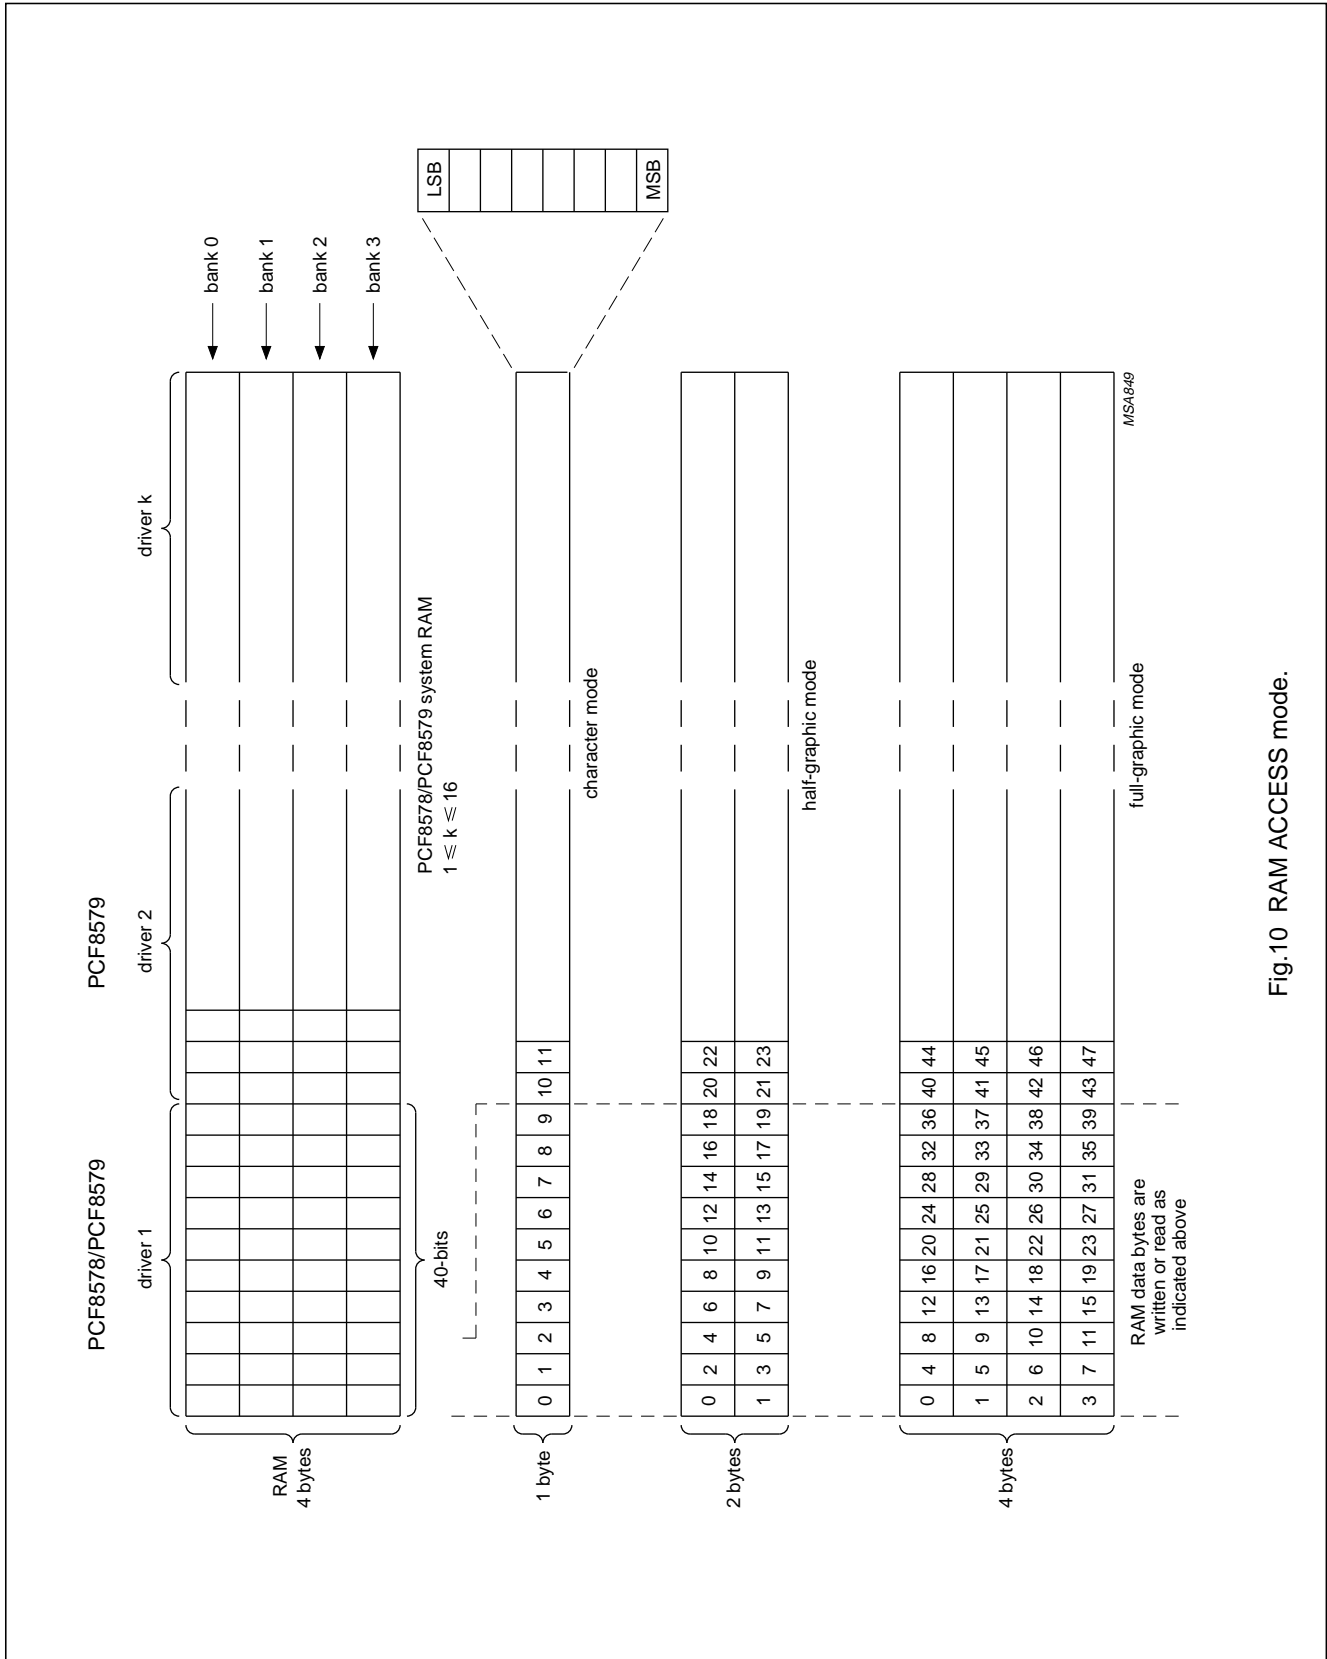 PCF8578/PCF8579 PCF8579
driver 1 driver 2 driver k
RAM
4 bytes
bank 0
bank 1
bank 2
bank 3
40-bits
PCF8578/PCF8579 system RAM
1 ⩽ k ⩽ 16
LSB
MSB
1 byte
0 1 2 3 4 5 6 7 8 9 10 11
character mode
2 bytes
0 2 4 6 8 10 12 14 16 18 20 22
1 3 5 7 9 11 13 15 17 19 21 23
half-graphic mode
4 bytes
0 4 8 12 16 20 24 28 32 36 40 44
1 5 9 13 17 21 25 29 33 37 41 45
2 6 10 14 18 22 26 30 34 38 42 46
3 7 11 15 19 23 27 31 35 39 43 47
full-graphic mode
MSA849
RAM data bytes are
written or read as
indicated above
Fig.10 RAM ACCESS mode.